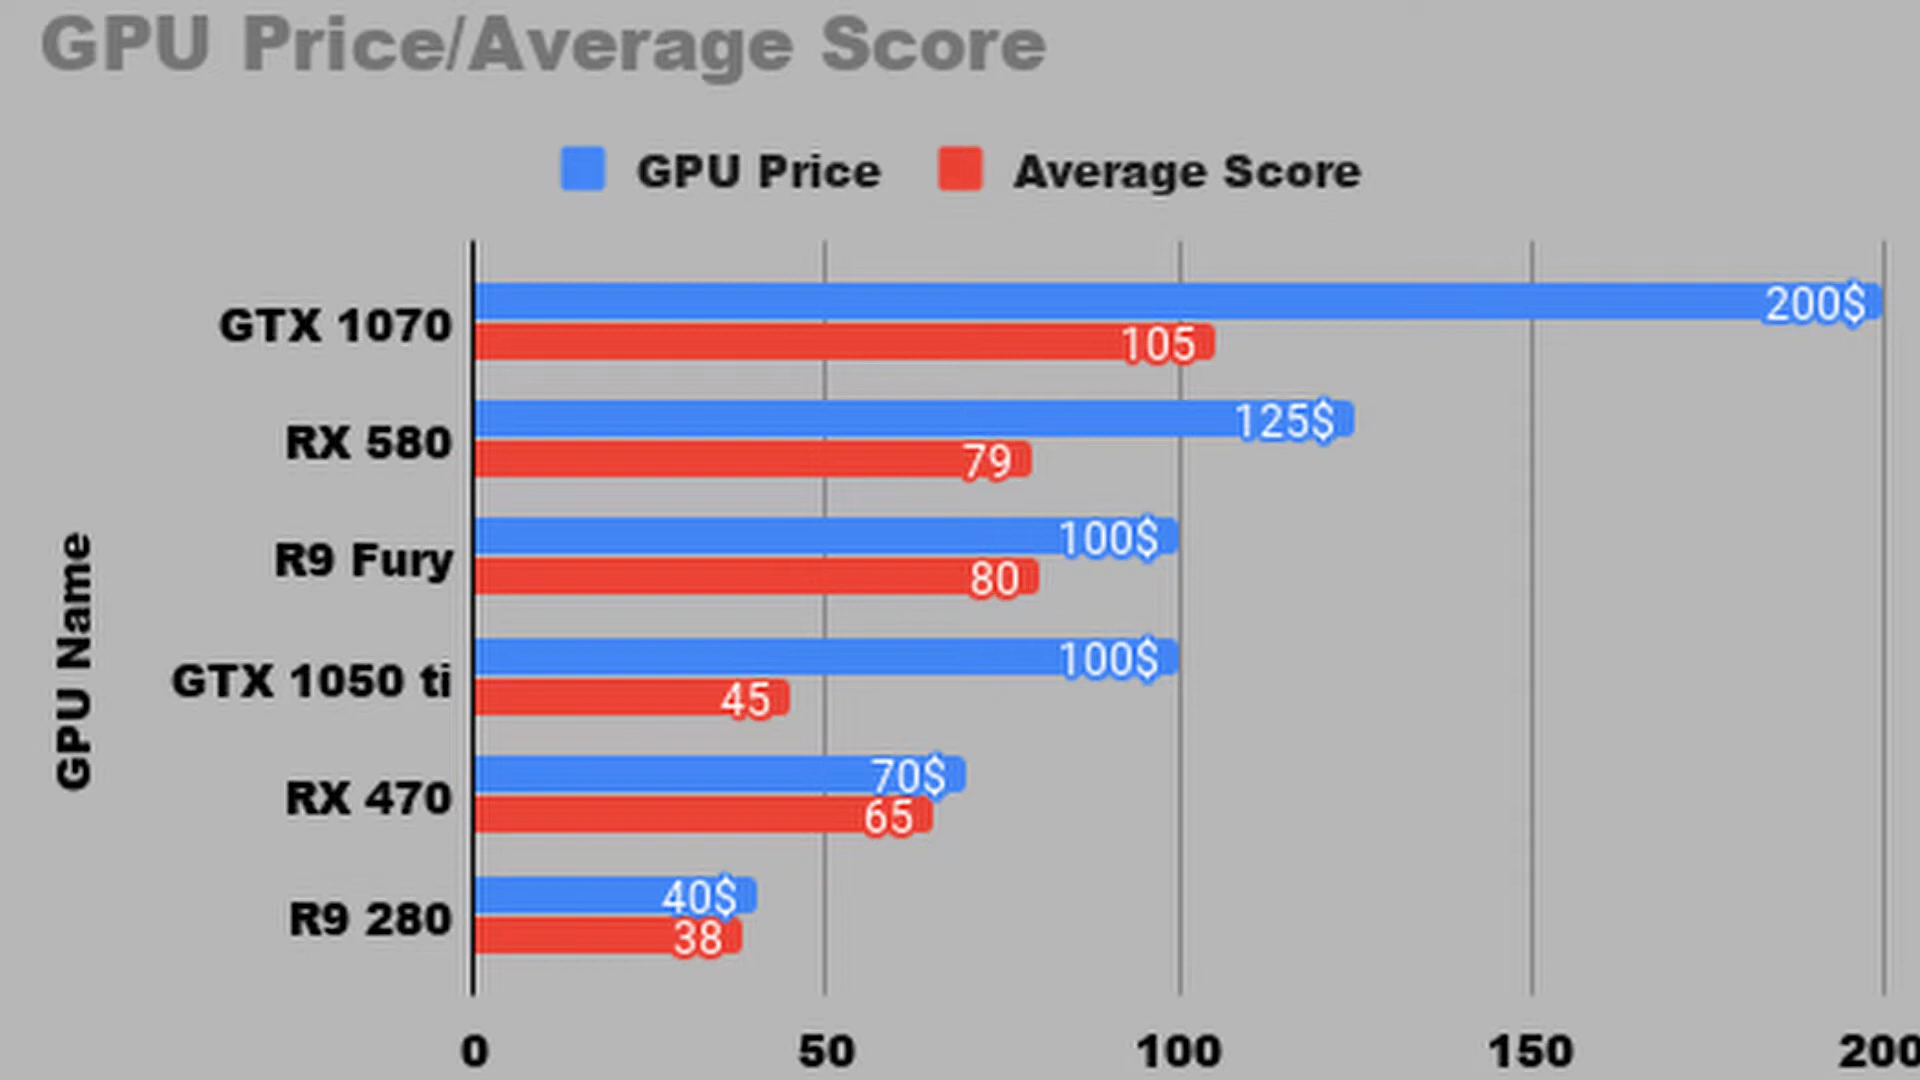 GPU Price/Average Score
GPU Price
Average Score
GPU Name
GTX 1070
200$
105
RX 580
125$
79
R9 Fury
100$
80
GTX 1050 ti
100$
45
RX 470
70$
65
R9 280
40$
38
0 50 100 150 200